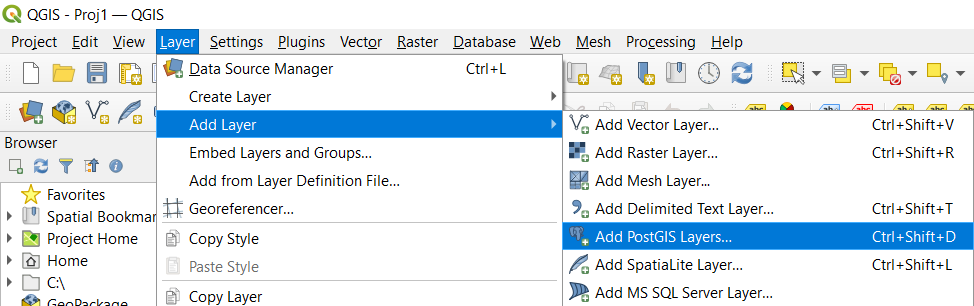 QGIS - Proj1 — QGIS
Project Edit View Layer Settings Plugins Vector Raster Database Web Mesh Processing Help
Data Source Manager Ctrl+L
Create Layer
Add Layer
Embed Layers and Groups...
Add from Layer Definition File...
Georeferencer...
Copy Style
Paste Style
Copy Layer
Add Vector Layer... Ctrl+Shift+V
Add Raster Layer... Ctrl+Shift+R
Add Mesh Layer...
Add Delimited Text Layer... Ctrl+Shift+T
Add PostGIS Layers... Ctrl+Shift+D
Add SpatiaLite Layer... Ctrl+Shift+L
Add MS SQL Server Layer...
Browser
Favorites
Spatial Bookmar
Project Home
Home
C:\
GeoPackage